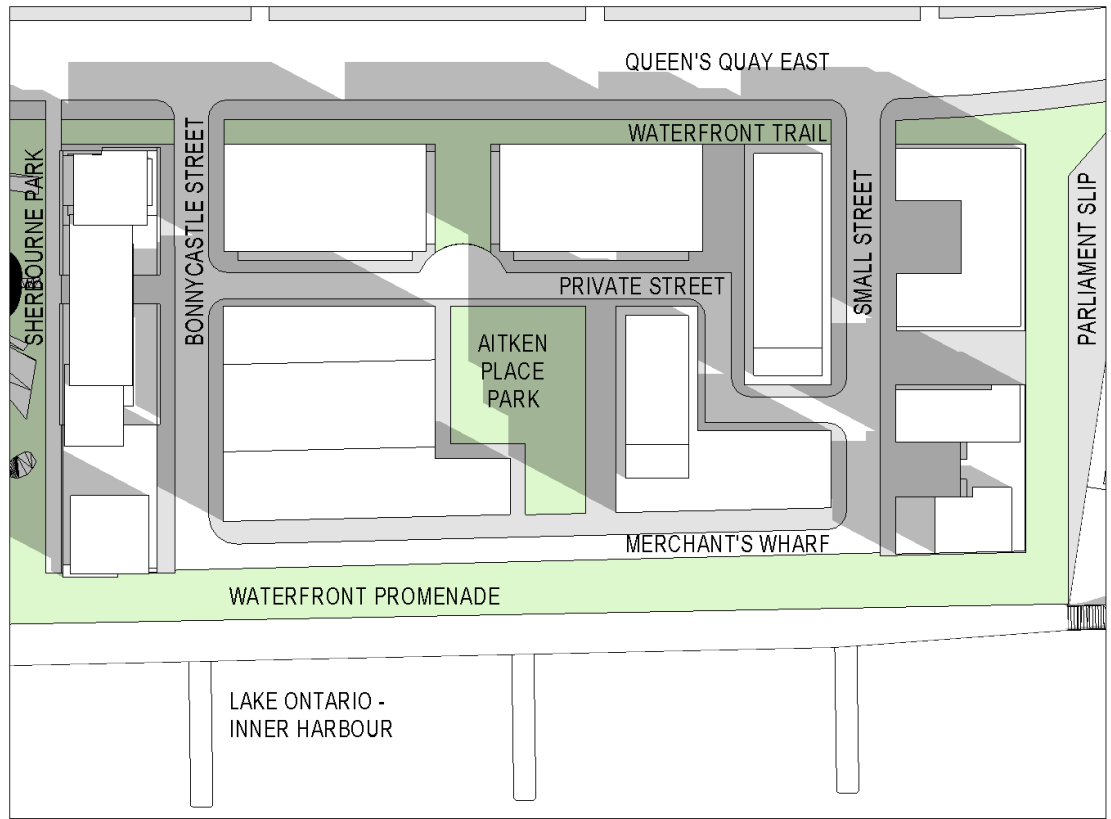 QUEEN'S QUAY EAST
WATERFRONT TRAIL
SHERBOURNE PARK
BONNYCASTLE STREET
SMALL STREET
PARLIAMENT SLIP
PRIVATE STREET
AITKEN
PLACE
PARK
MERCHANT'S WHARF
WATERFRONT PROMENADE
LAKE ONTARIO -
INNER HARBOUR